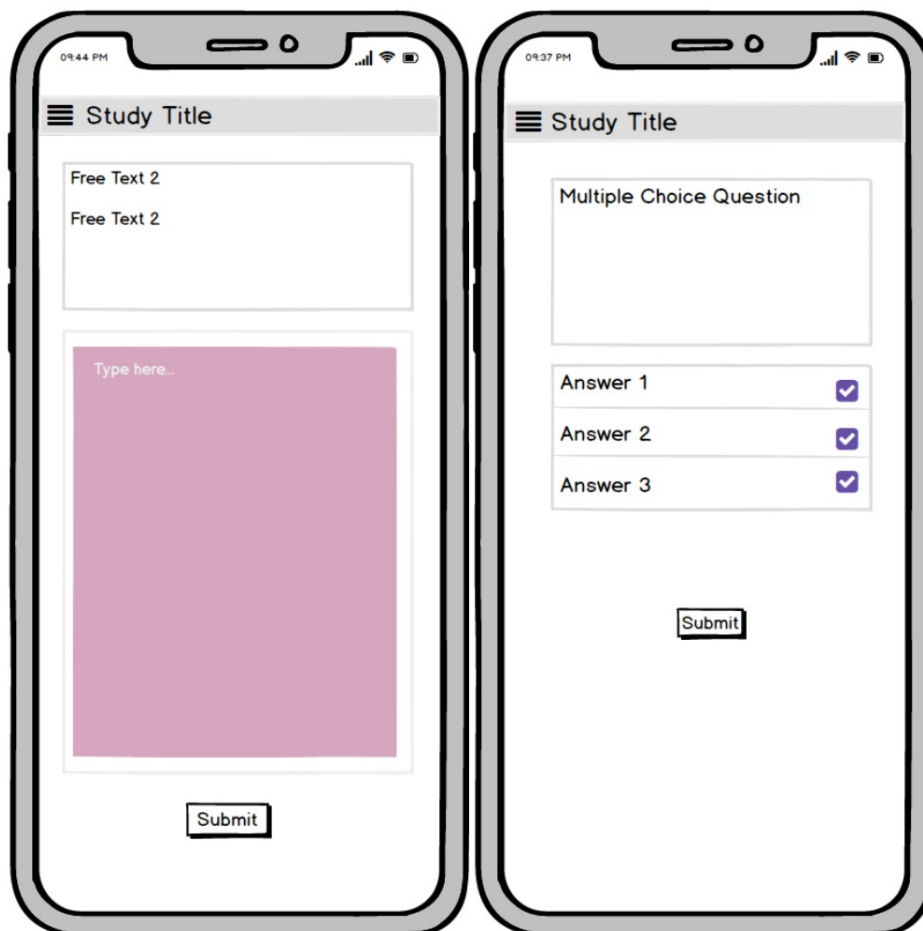 09:44 PM
Study Title
Free Text 2
Free Text 2
Type here...
Submit
09:37 PM
Study Title
Multiple Choice Question
Answer 1
Answer 2
Answer 3
Submit